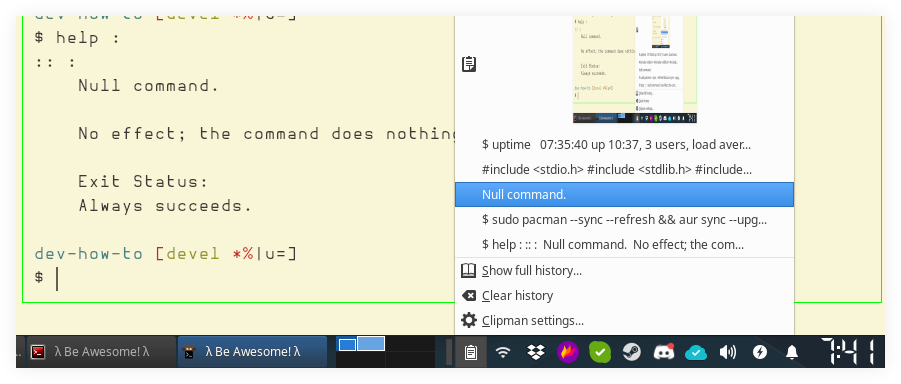 dev-how-to [devel *%|u=]
$ help :
:: :
Null command.
No effect; the command does nothing
Exit Status:
Always succeeds.
dev-how-to [devel *%|u=]
$
$ uptime 07:35:40 up 10:37, 3 users, load aver...
#include <stdio.h> #include <stdlib.h> #include...
Null command.
$ sudo pacman --sync --refresh && aur sync --upg...
$ help : :: : Null command. No effect; the com...
Show full history...
Clear history
Clipman settings...
λ Be Awesome! λ
λ Be Awesome! λ
7:41